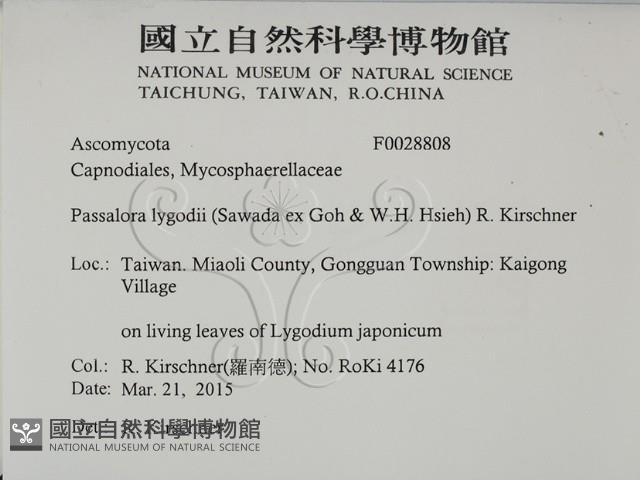 國立自然科學博物館
NATIONAL MUSEUM OF NATURAL SCIENCE
TAICHUNG, TAIWAN, R.O.CHINA
Ascomycota F0028808
Capnodiales, Mycosphaerellaceae
Passalora lygodii (Sawada ex Goh & W.H. Hsieh) R. Kirschner
Loc.: Taiwan. Miaoli County, Gongguan Township: Kaigong
Village
on living leaves of Lygodium japonicum
Col.: R. Kirschner(羅南德); No. RoKi 4176
Date: Mar. 21, 2015
Det.: R. Kirschner
國立自然科學博物館
NATIONAL MUSEUM OF NATURAL SCIENCE